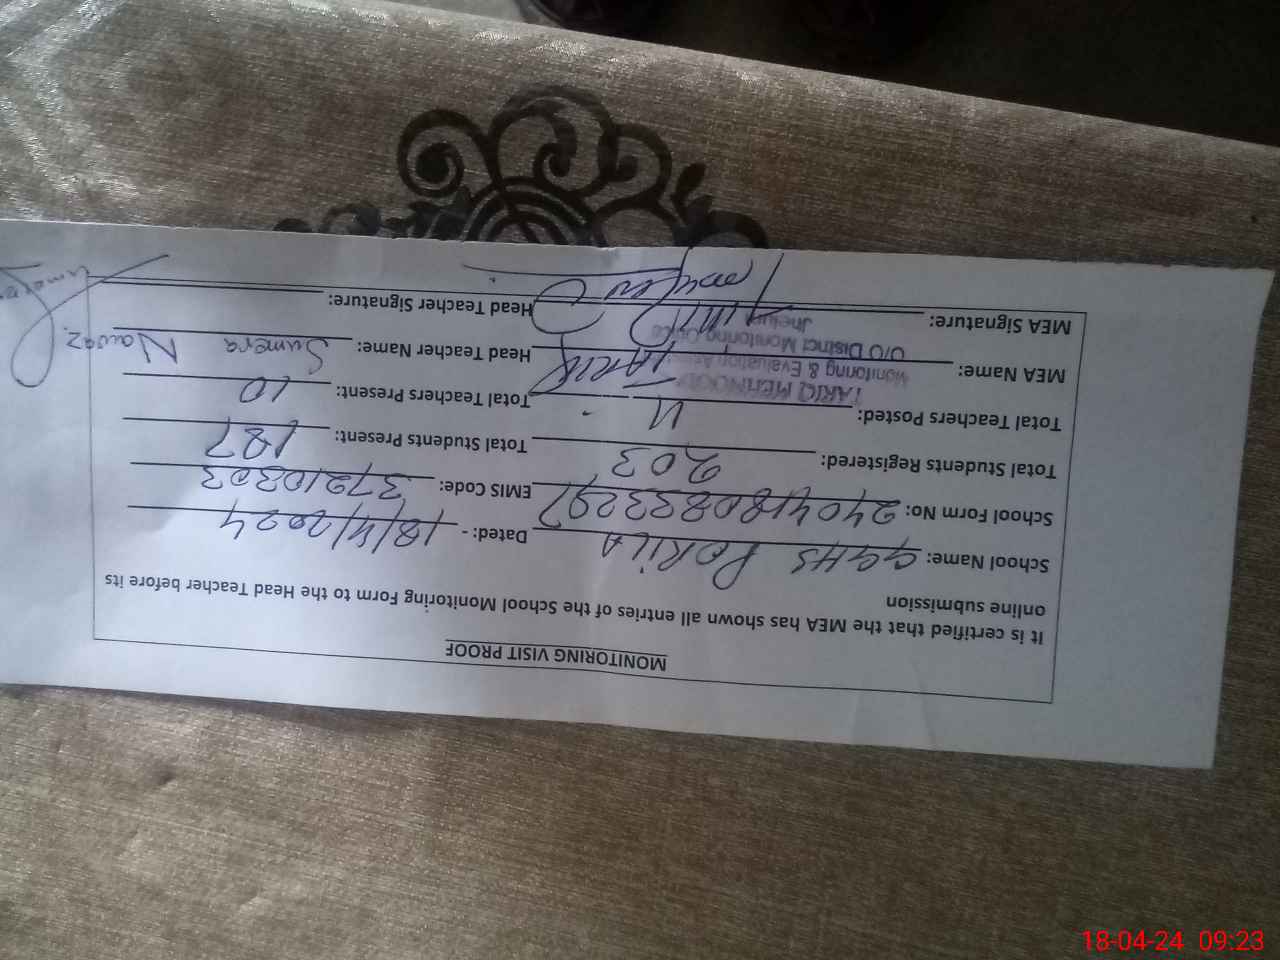 MONITORING VISIT PROOF
It is certified that the MEA has shown all entries of the School Monitoring Form to the Head Teacher before its
online submission
School Name: GGHS PORILA Dated: - 18/4/2024
School Form No: 2404180833297 EMIS Code: 37210303
Total Students Registered: 203 Total Students Present: 187
Total Teachers Posted: 11 Total Teachers Present: 10
MEA Name: TARIQ Head Teacher Name: Sumera Nawaz
MEA Signature: Head Teacher Signature: Sumera
TARIQ MEHMOOD
Monitoring & Evaluation
O/O District Monitoring Office
Jhelum
18-04-24 09:23